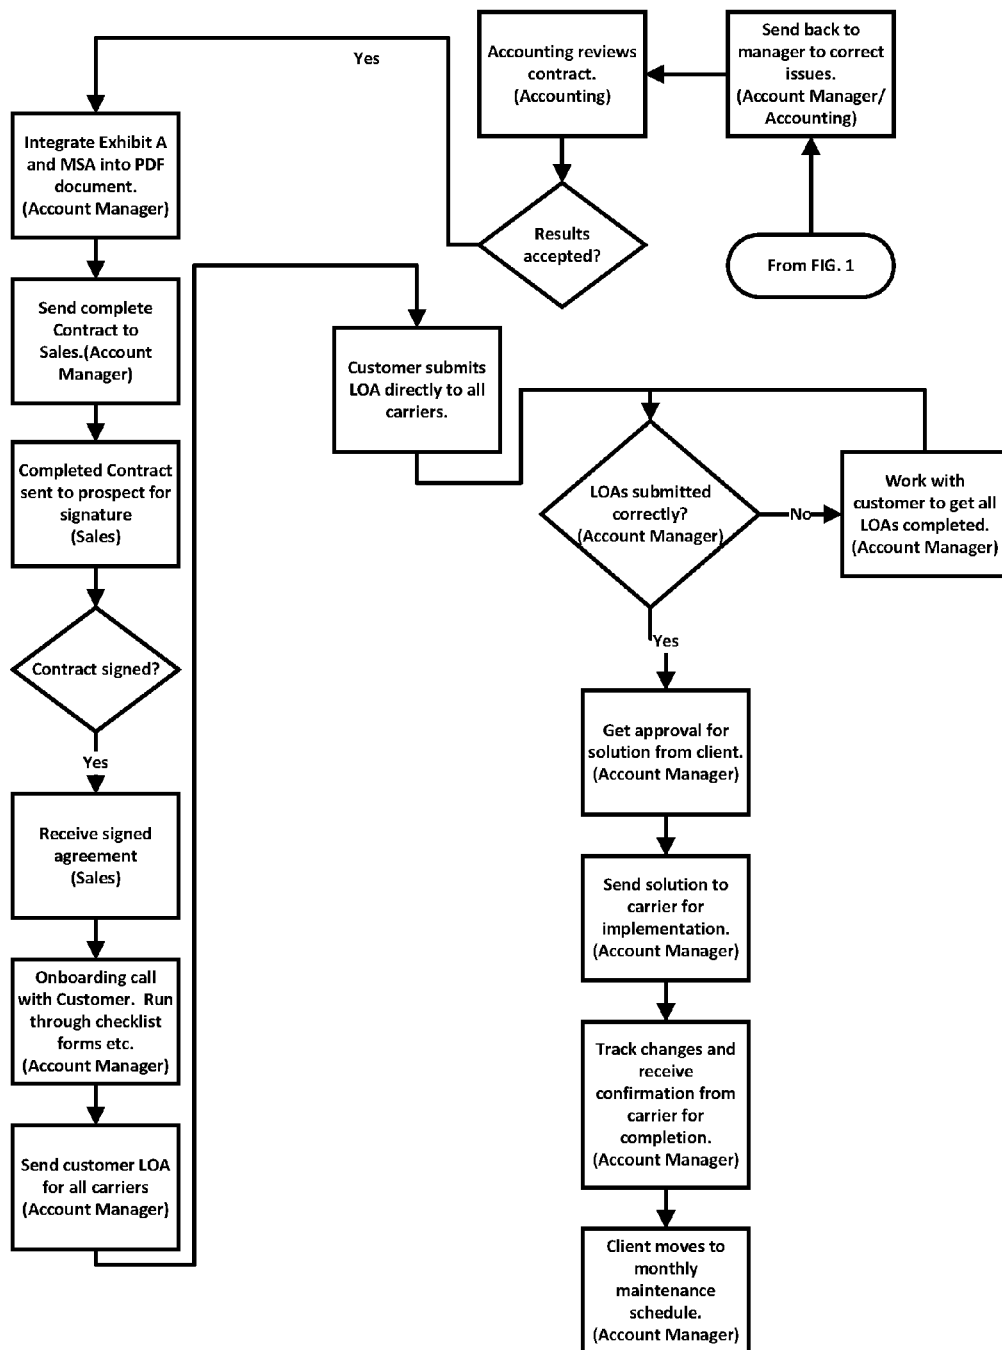 Send back to
manager to correct
issues.
(Account Manager/
Accounting)
Accounting reviews
contract.
(Accounting)
Yes
Integrate Exhibit A
and MSA into PDF
document.
(Account Manager)
Results
accepted?
From FIG. 1
Send complete
Contract to
Sales.(Account
Manager)
Customer submits
LOA directly to all
carriers.
Completed Contract
sent to prospect for
signature
(Sales)
LOAs submitted
correctly?
(Account Manager)
No
Work with
customer to get all
LOAs completed.
(Account Manager)
Contract signed?
Yes
Yes
Get approval for
solution from client.
(Account Manager)
Receive signed
agreement
(Sales)
Send solution to
carrier for
implementation.
(Account Manager)
Onboarding call
with Customer.  Run
through checklist
forms etc.
(Account Manager)
Track changes and
receive
confirmation from
carrier for
completion.
(Account Manager)
Send customer LOA
for all carriers
(Account Manager)
Client moves to
monthly
maintenance
schedule.
(Account Manager)